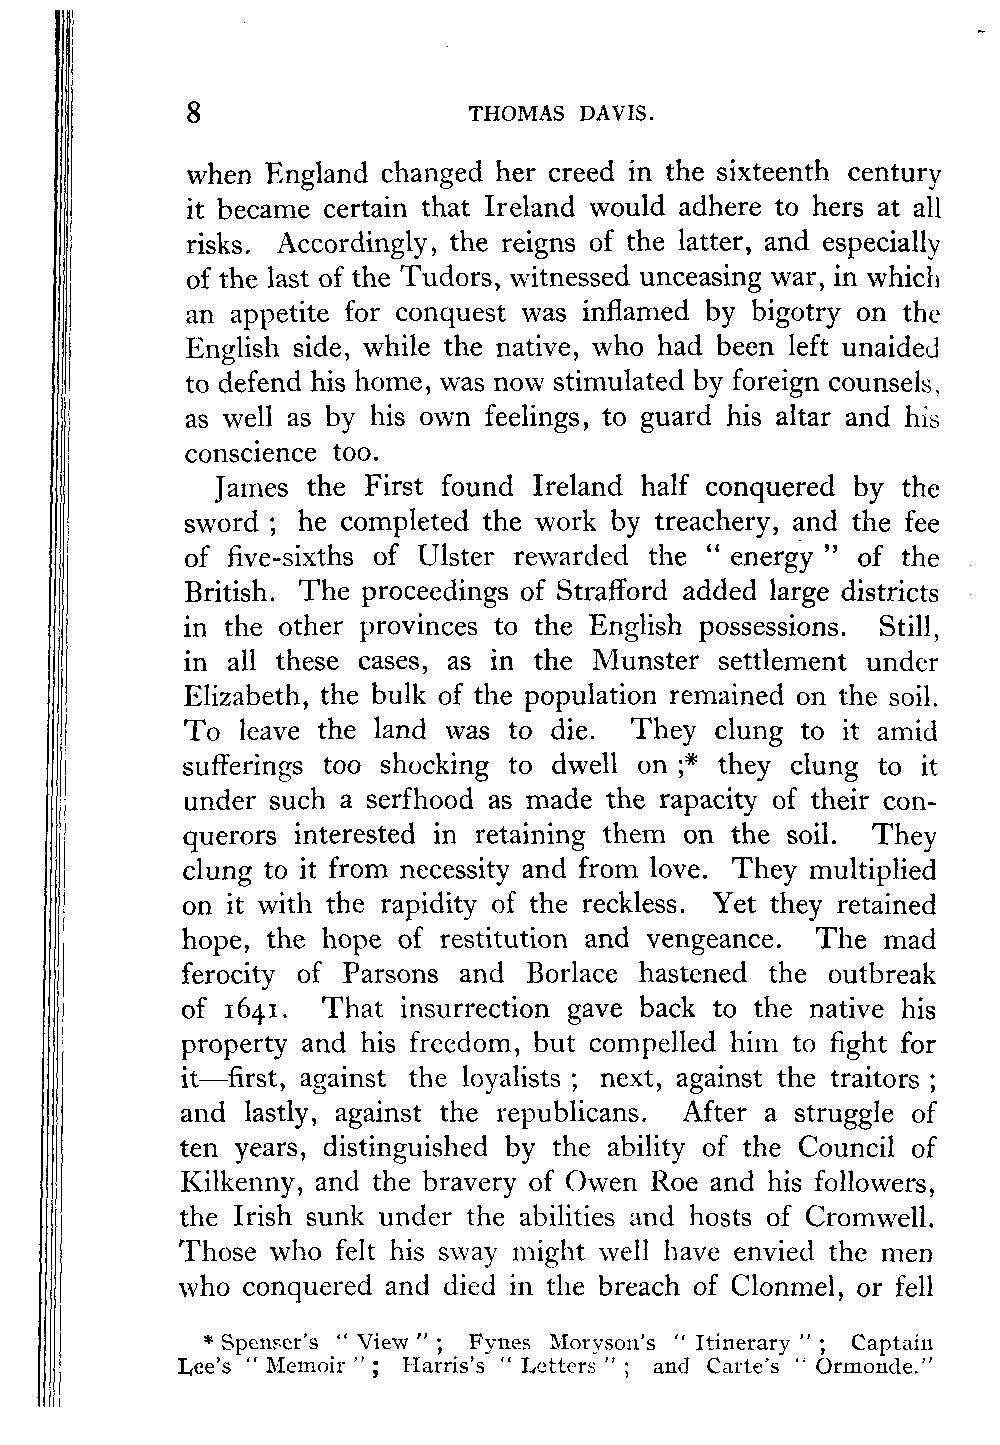 8 THOMAS DAVIS.
when England changed her creed in the sixteenth century
it became certain that Ireland would adhere to hers at all
risks. Accordingly, the reigns of the latter, and especially
of the last of the Tudors, witnessed unceasing war, in which
an appetite for conquest was inflamed by bigotry on the
English side, while the native, who had been left unaided
to defend his home, was now stimulated by foreign counsels,
as well as by his own feelings, to guard his altar and his
conscience too.
James the First found Ireland half conquered by the
sword ; he completed the work by treachery, and the fee
of five-sixths of Ulster rewarded the " energy " of the
British. The proceedings of Strafford added large districts
in the other provinces to the English possessions. Still,
in all these cases, as in the Munster settlement under
Elizabeth, the bulk of the population remained on the soil.
To leave the land was to die. They clung to it amid
sufferings too shocking to dwell on ;* they clung to it
under such a serfhood as made the rapacity of their con-
querors interested in retaining them on the soil. They
clung to it from necessity and from love. They multiplied
on it with the rapidity of the reckless. Yet they retained
hope, the hope of restitution and vengeance. The mad
ferocity of Parsons and Borlace hastened the outbreak
of 1641. That insurrection gave back to the native his
property and his freedom, but compelled him to fight for
it—first, against the loyalists ; next, against the traitors ;
and lastly, against the republicans. After a struggle of
ten years, distinguished by the ability of the Council of
Kilkenny, and the bravery of Owen Roe and his followers,
the Irish sunk under the abilities and hosts of Cromwell.
Those who felt his sway might well have envied the men
who conquered and died in the breach of Clonmel, or fell
* Spenser's " View " ; Fynes Moryson's " Itinerary " ; Captain
Lee's " Memoir " ; Harris's " Letters " ; and Carte's " Ormonde."